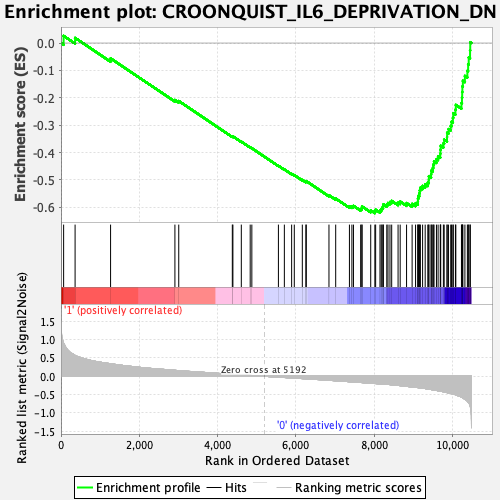 Enrichment plot: CROONQUIST_IL6_DEPRIVATION_DN
Enrichment score (ES)
0.0
-0.1
-0.2
-0.3
-0.4
-0.5
-0.6
'1' (positively correlated)
Ranked list metric (Signal2Noise)
1.5
1.0
0.5
0.0
-0.5
-1.0
-1.5
Zero cross at 5192
'0' (negatively correlated)
0
2,000
4,000
6,000
8,000
10,000
Rank in Ordered Dataset
Enrichment profile
Hits
Ranking metric scores